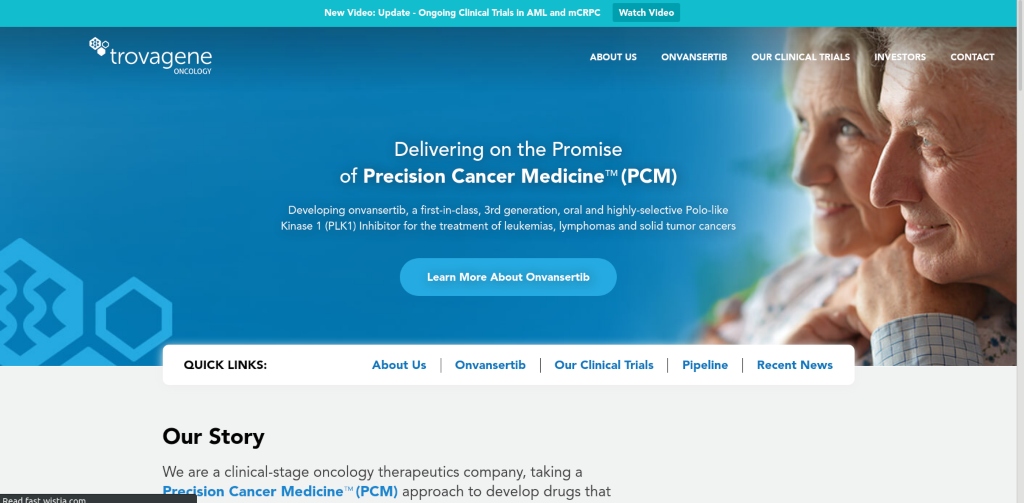 New Video: Update - Ongoing Clinical Trials in AML and mCRPC Watch Video
trovagene
ONCOLOGY
ABOUT US ONVANSERTIB OUR CLINICAL TRIALS INVESTORS CONTACT
Delivering on the Promise
of Precision Cancer Medicine™ (PCM)
Developing onvansertib, a first-in-class, 3rd generation, oral and highly-selective Polo-like
Kinase 1 (PLK1) Inhibitor for the treatment of leukemias, lymphomas and solid tumor cancers
Learn More About Onvansertib
QUICK LINKS: About Us Onvansertib Our Clinical Trials Pipeline Recent News
Our Story
We are a clinical-stage oncology therapeutics company, taking a
Precision Cancer Medicine™ (PCM) approach to develop drugs that
Read fast.wistia.com